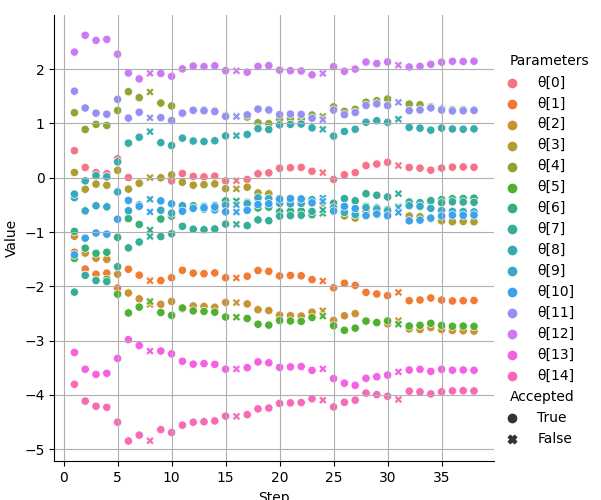 Parameters
θ[0]
θ[1]
θ[2]
θ[3]
θ[4]
θ[5]
θ[6]
θ[7]
θ[8]
θ[9]
θ[10]
θ[11]
θ[12]
θ[13]
θ[14]
Accepted
True
False
Value
2
1
0
−1
−2
−3
−4
−5
0 5 10 15 20 25 30 35
Step